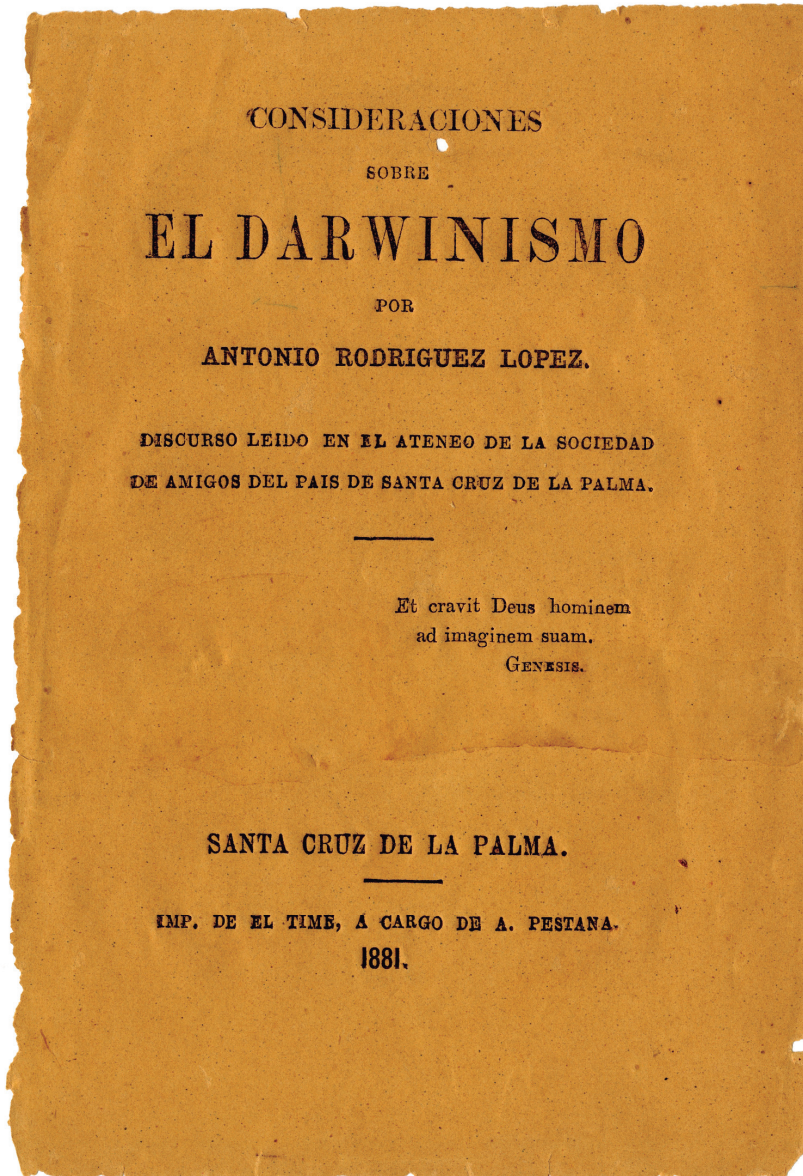 CONSIDERACIONES
SOBRE
EL DARWINISMO
POR
ANTONIO RODRIGUEZ LOPEZ.
DISCURSO LEIDO EN EL ATENEO DE LA SOCIEDAD
DE AMIGOS DEL PAIS DE SANTA CRUZ DE LA PALMA.
Et cravit Deus hominem
ad imaginem suam.
GENESIS.
SANTA CRUZ DE LA PALMA.
IMP. DE EL TIME, A CARGO DE A. PESTANA.
1881.